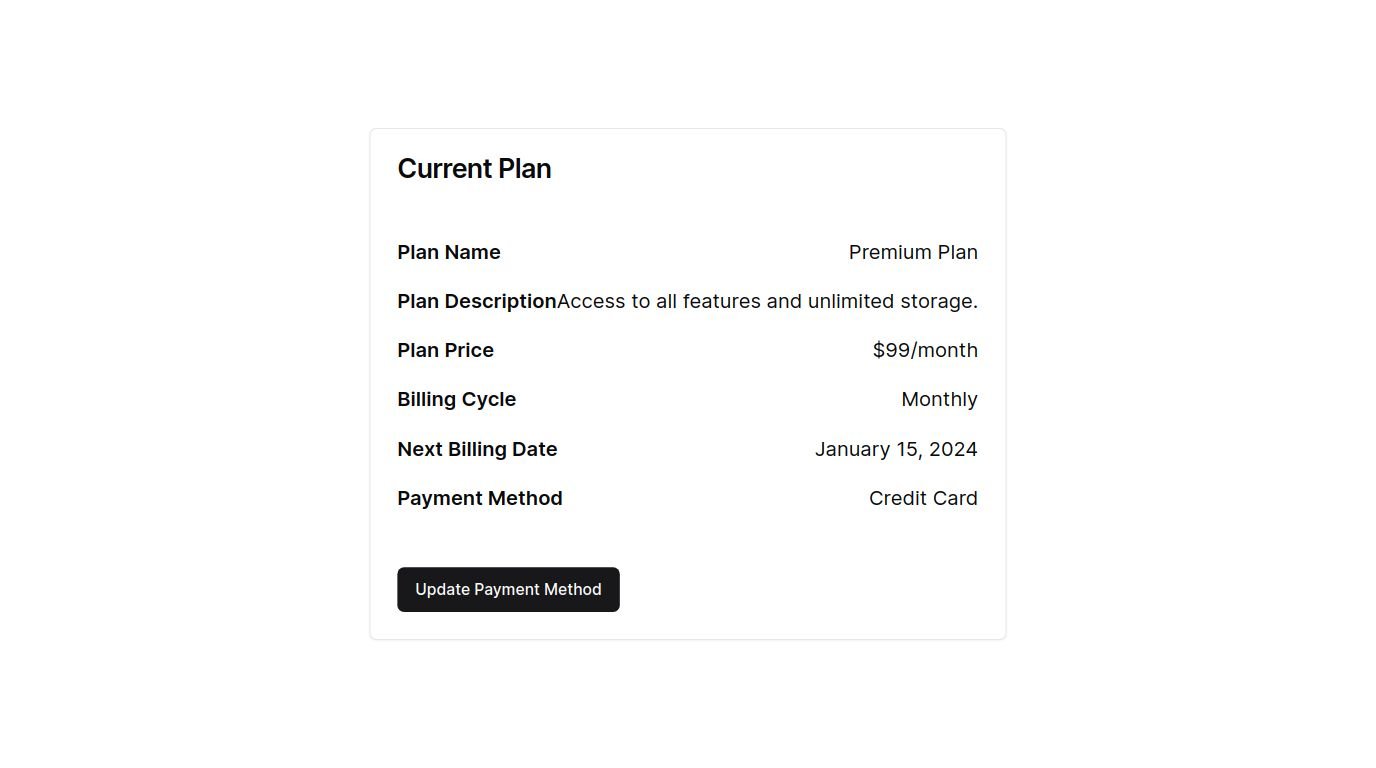 Current Plan
Plan Name Premium Plan
Plan Description Access to all features and unlimited storage.
Plan Price $99/month
Billing Cycle Monthly
Next Billing Date January 15, 2024
Payment Method Credit Card
Update Payment Method